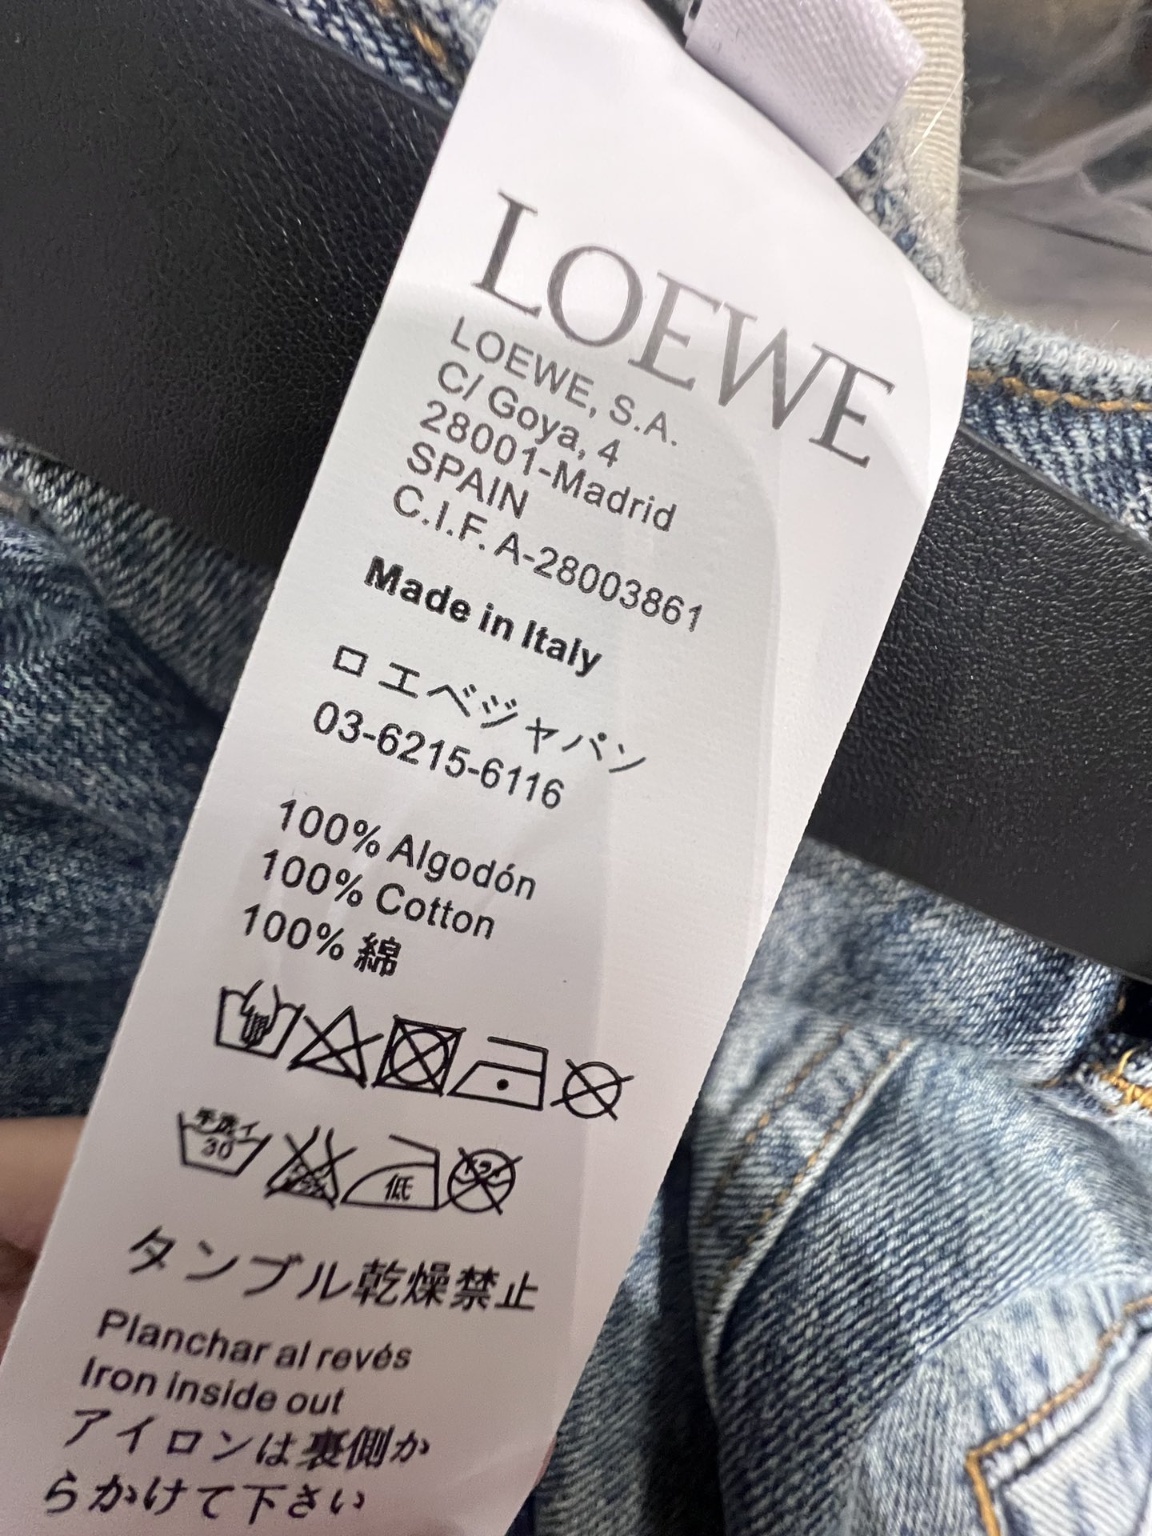 LOEWE
LOEWE, S.A.
C/ Goya, 4
28001-Madrid
SPAIN
C.I.F. A-28003861
Made in Italy
ロエベジャパン
03-6215-6116
100% Algodón
100% Cotton
100% 綿
手洗イ
30
低
ドライ
タンブル乾燥禁止
Planchar al revés
Iron inside out
アイロンは裏側か
らかけて下さい